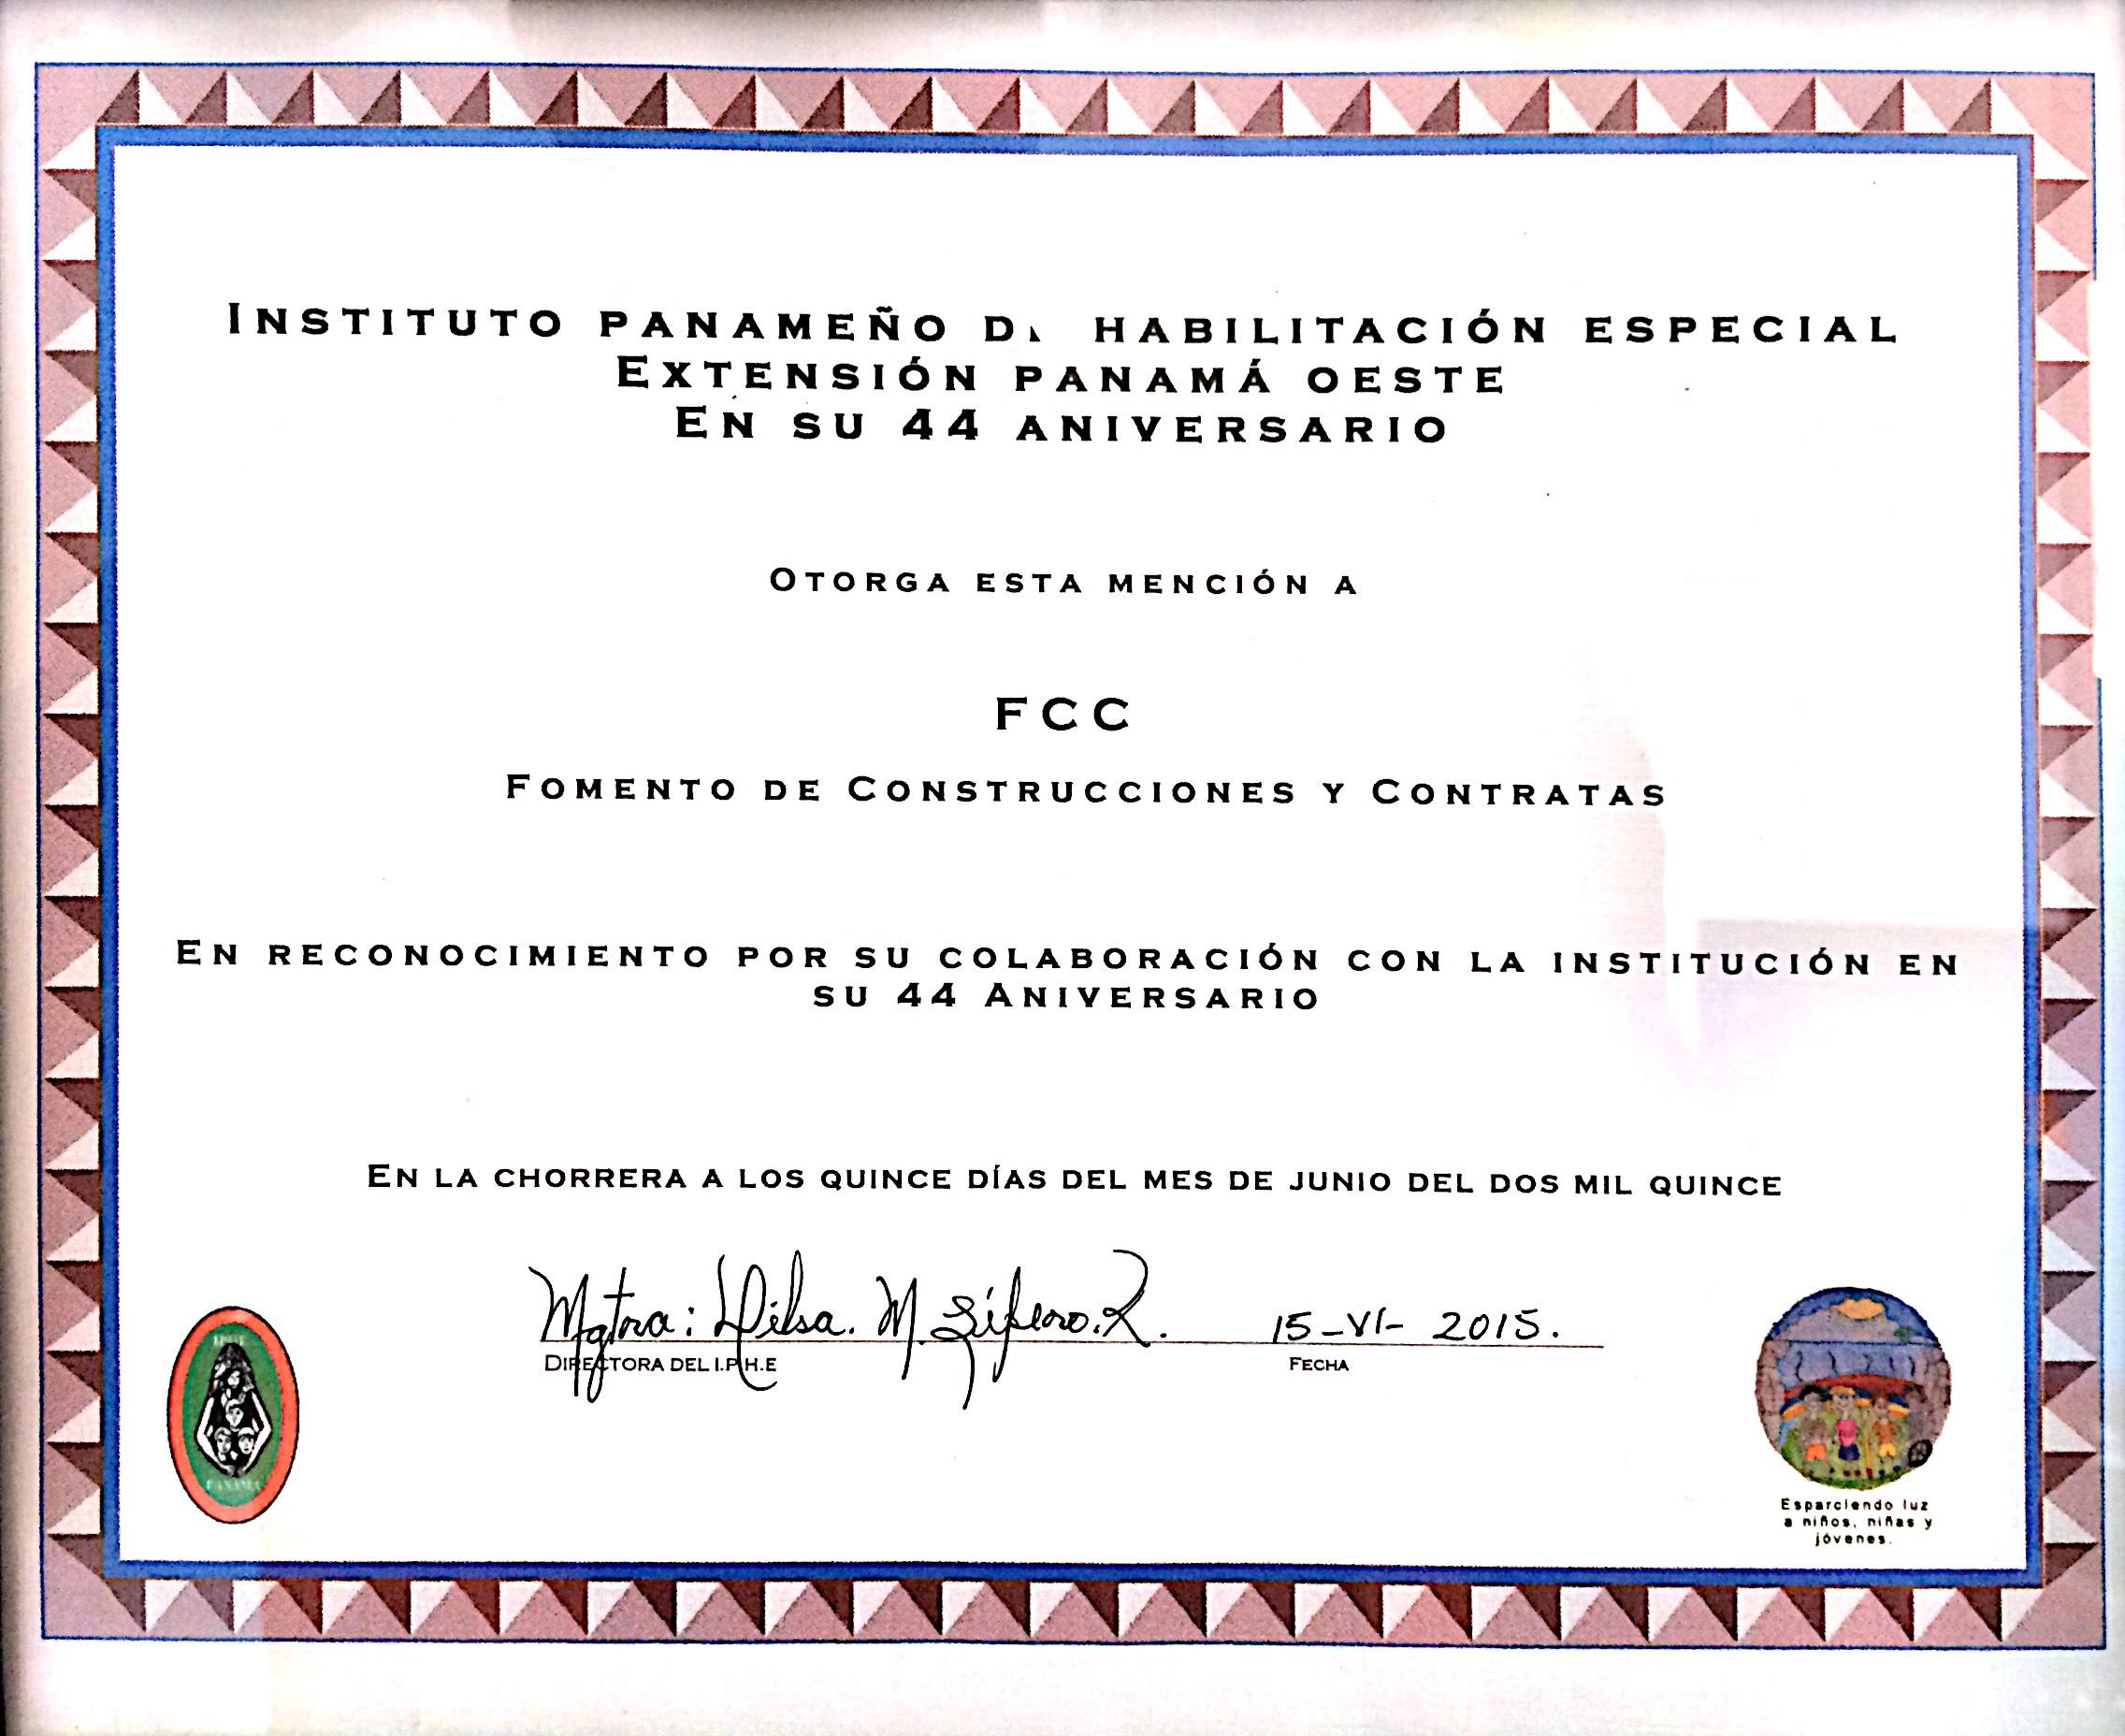 INSTITUTO PANAMEÑO D HABILITACIÓN ESPECIAL
EXTENSIÓN PANAMÁ OESTE
EN SU 44 ANIVERSARIO
OTORGA ESTA MENCIÓN A
FCC
FOMENTO DE CONSTRUCCIONES Y CONTRATAS
EN RECONOCIMIENTO POR SU COLABORACIÓN CON LA INSTITUCIÓN EN
SU 44 ANIVERSARIO
EN LA CHORRERA A LOS QUINCE DÍAS DEL MES DE JUNIO DEL DOS MIL QUINCE
Mgtra: Dilsa. M. 15-VI-2015.
DIRECTORA DEL I.P.H.E FECHA
PANAMÁ
Esparciendo luz
a niños, niñas y
jóvenes.